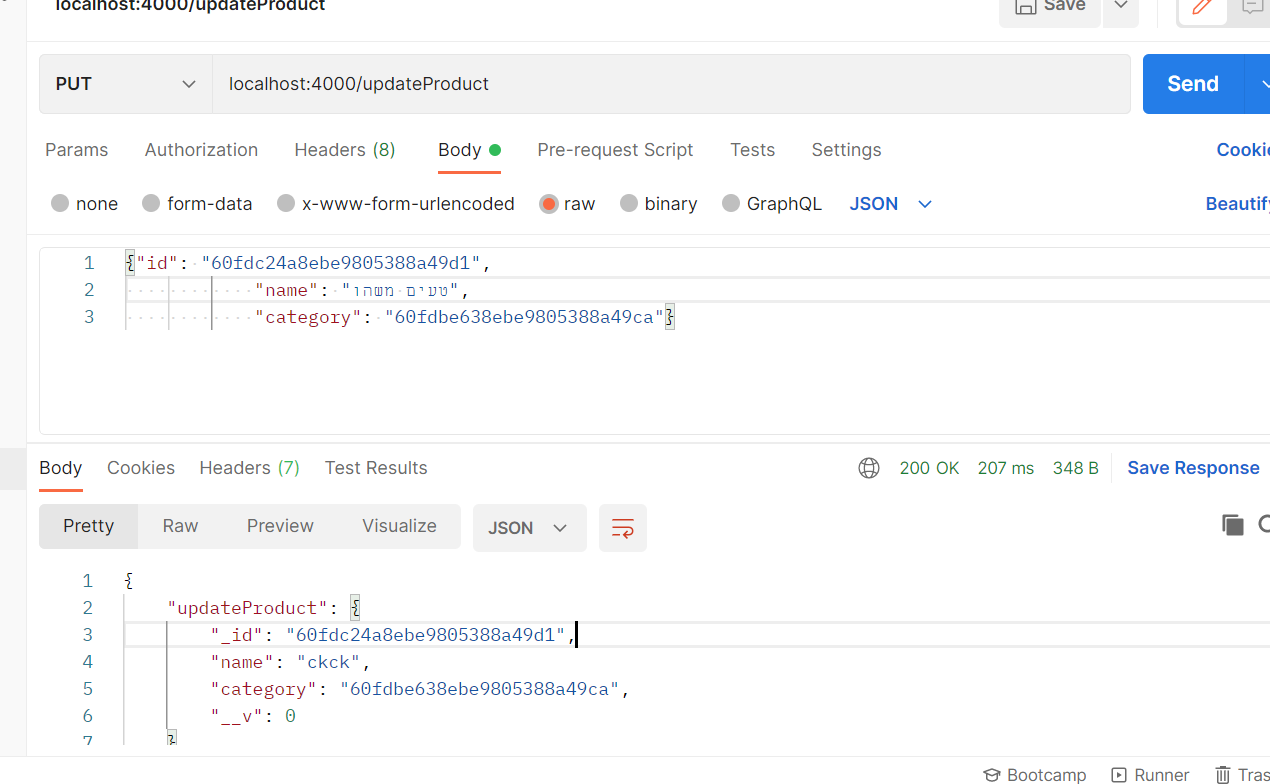 localhost:4000/updateProduct
Save
PUT
localhost:4000/updateProduct
Send
Params Authorization Headers (8) Body Pre-request Script Tests Settings
none form-data x-www-form-urlencoded raw binary GraphQL JSON
1 {"id": "60fdc24a8ebe9805388a49d1",
2 "name": "טעים משהו",
3 "category": "60fdbe638ebe9805388a49ca"}
Body Cookies Headers (7) Test Results 200 OK 207 ms 348 B Save Response
Pretty Raw Preview Visualize JSON
1 {
2 "updateProduct": {
3 "_id": "60fdc24a8ebe9805388a49d1",
4 "name": "ckck",
5 "category": "60fdbe638ebe9805388a49ca",
6 "__v": 0
7 }
Bootcamp Runner